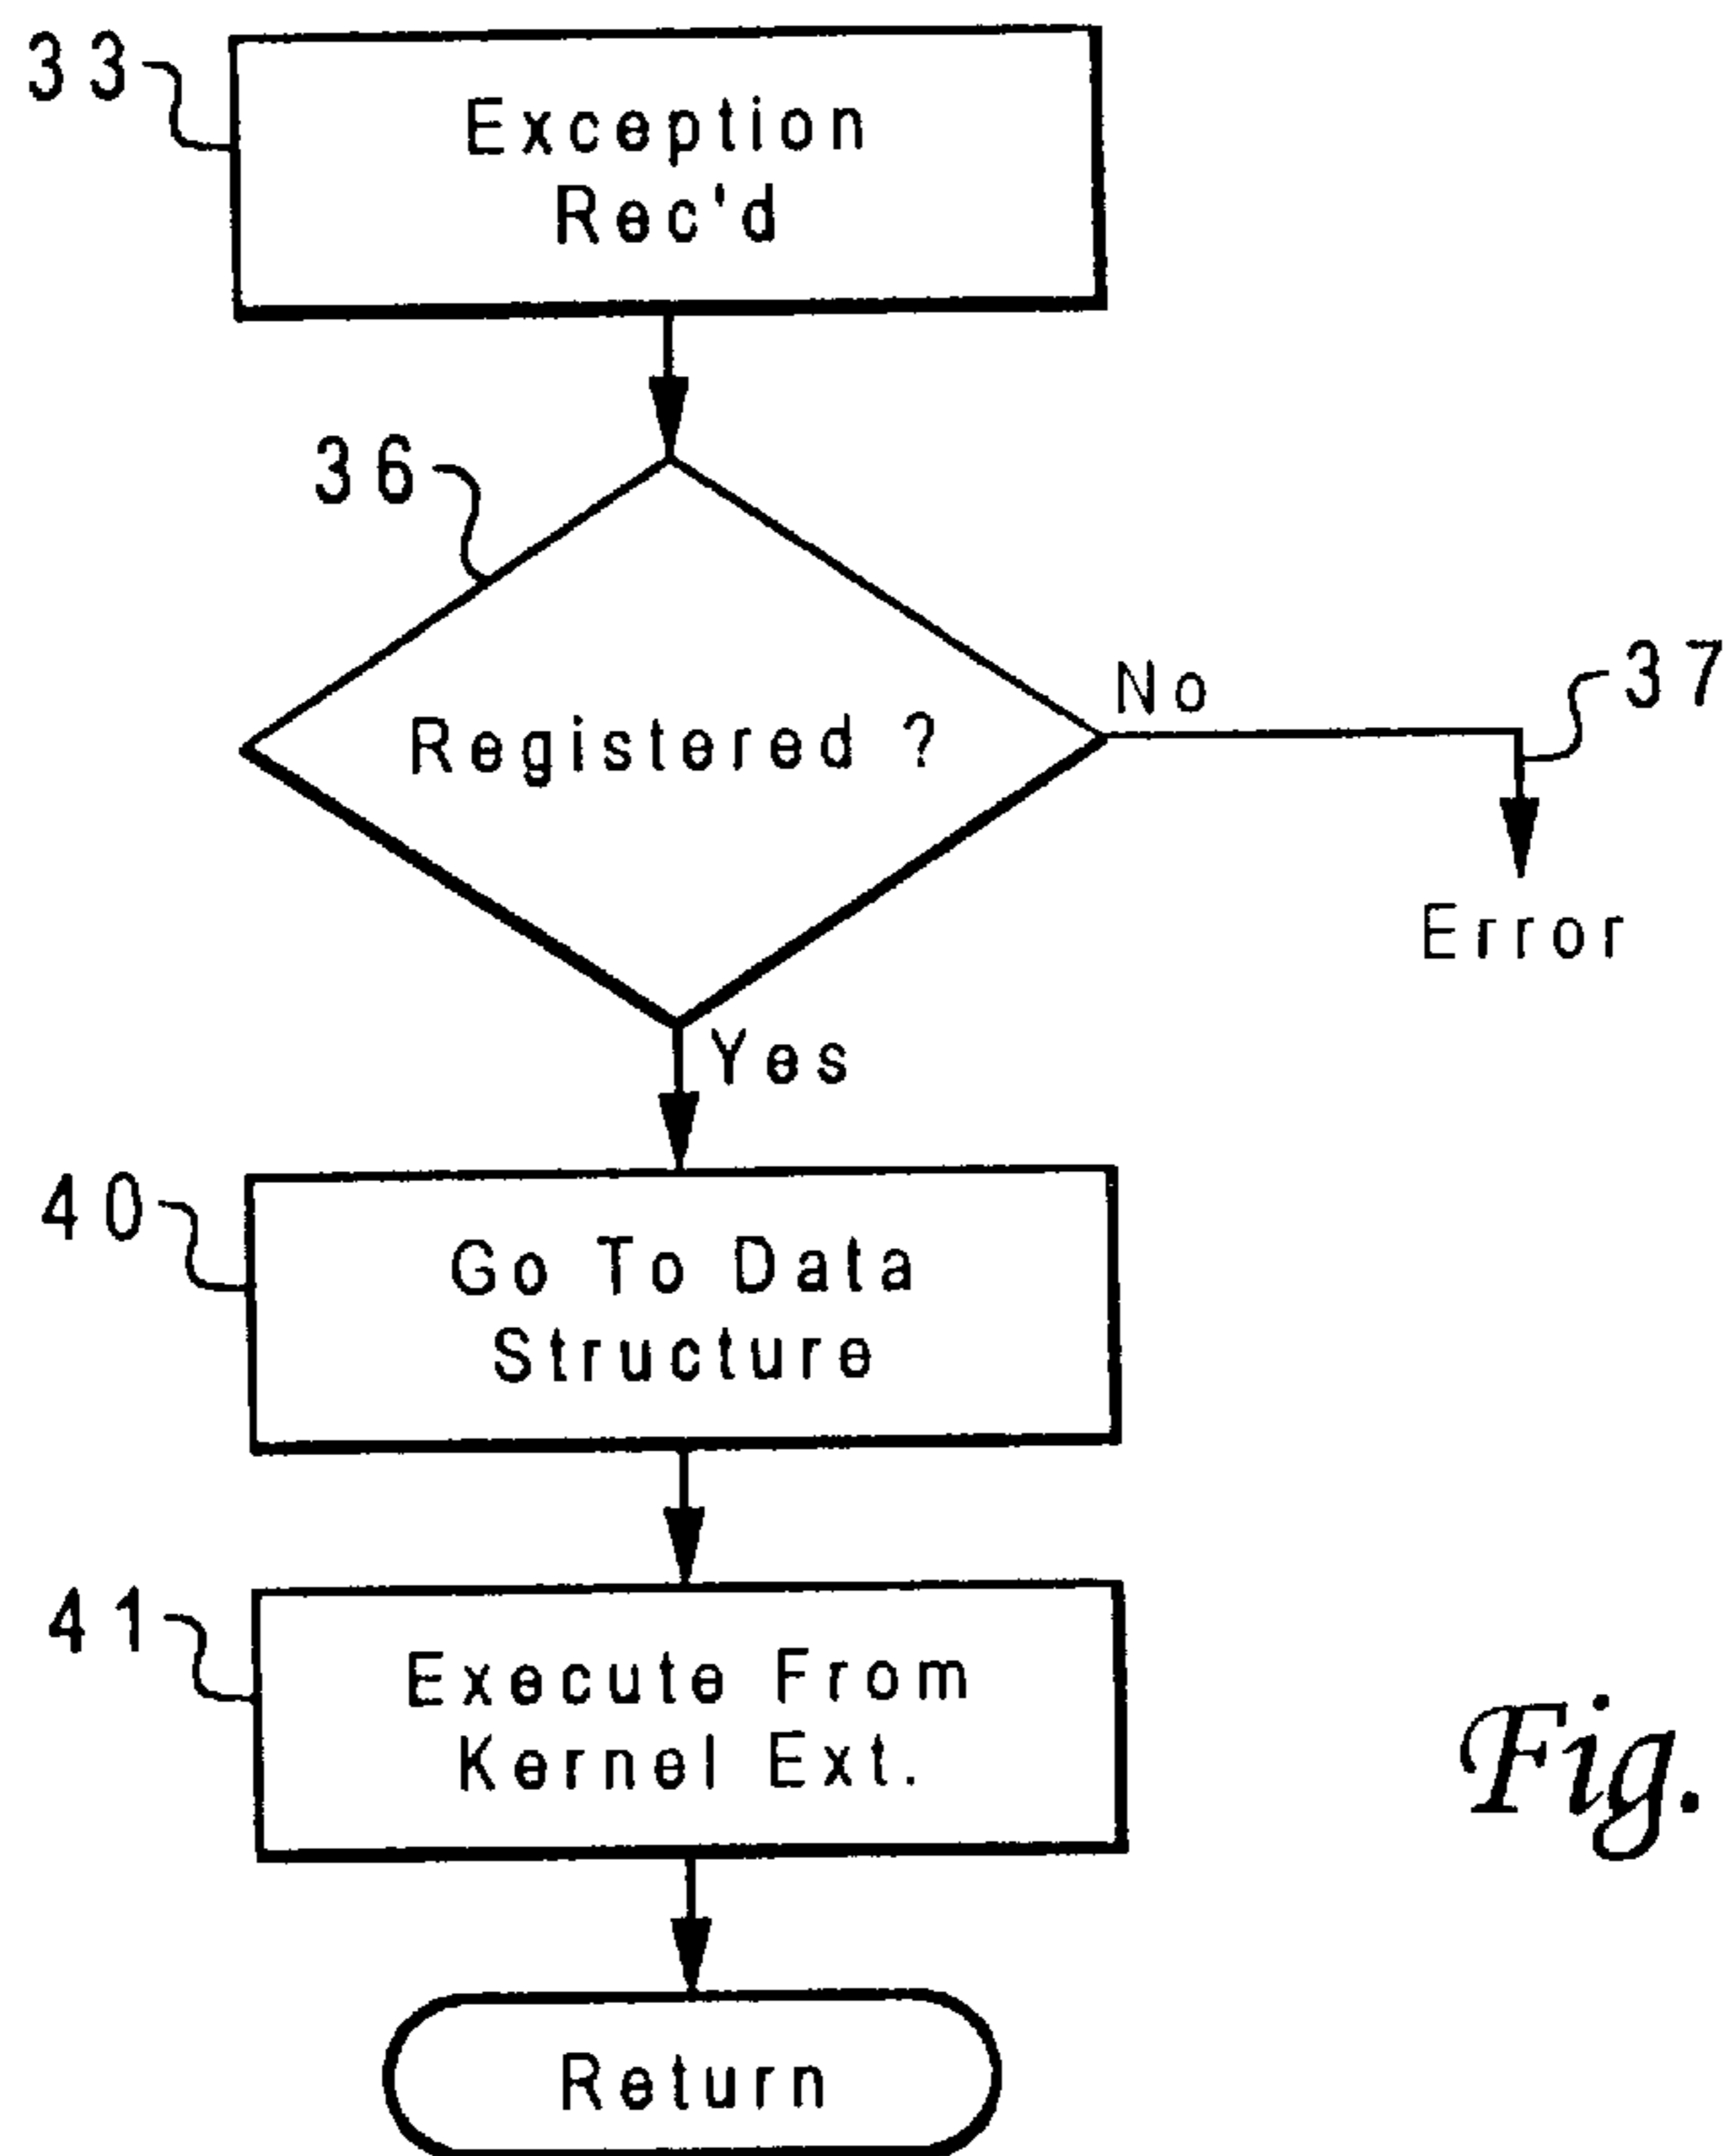 33
Exception
Rec'd
36
Registered ?
No
37
Error
Yes
40
Go To Data
Structure
41
Execute From
Kernel Ext.
Fig.
Return